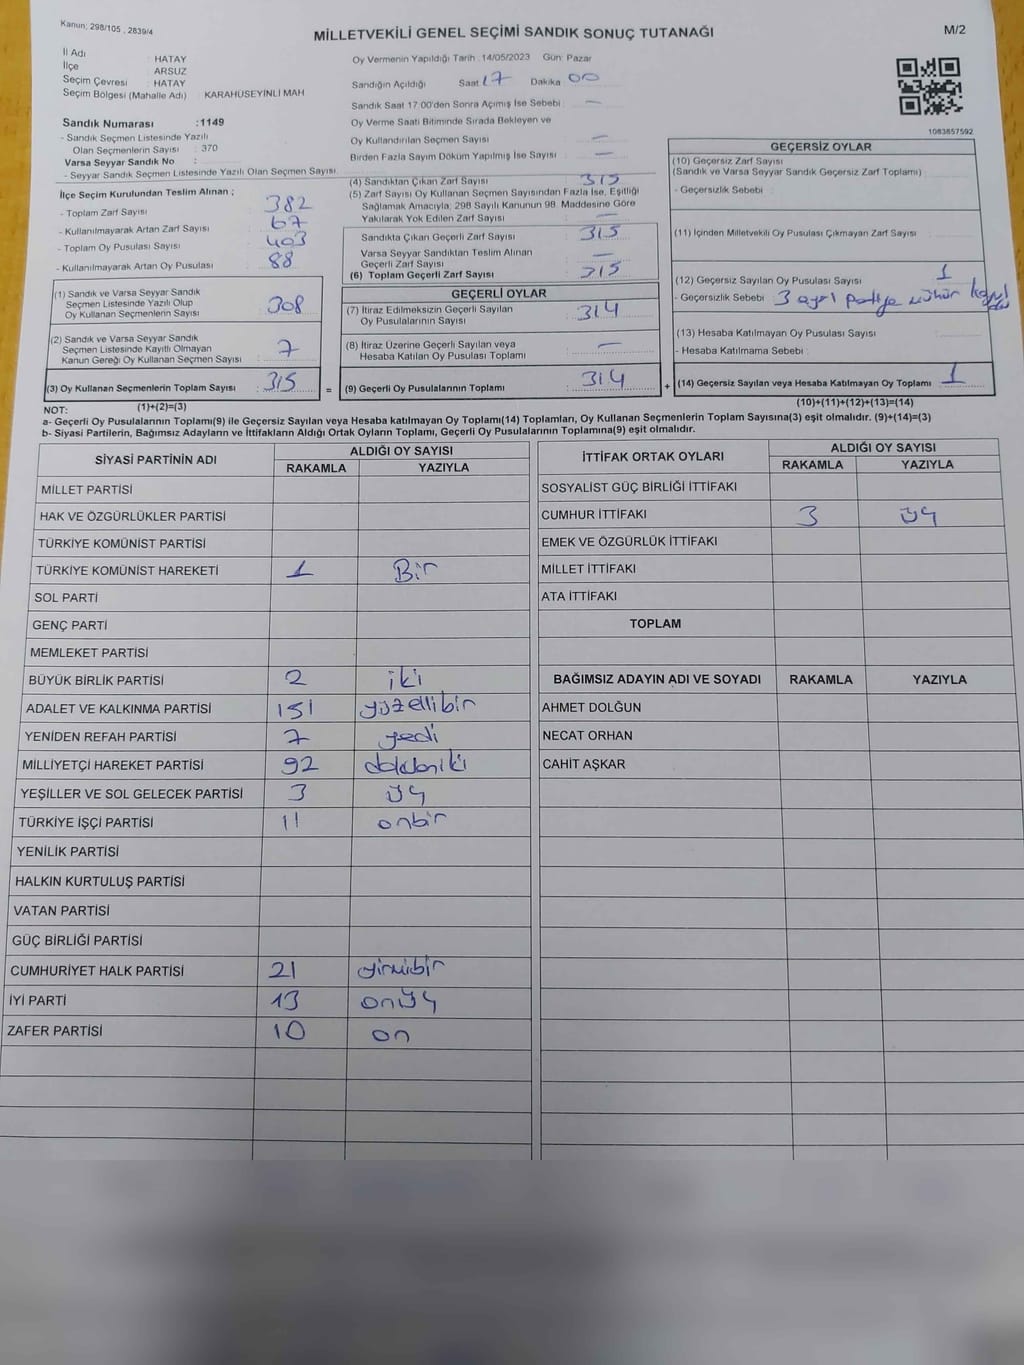 Kanun: 298/105 , 2839/4
MİLLETVEKİLİ GENEL SEÇİMİ SANDIK SONUÇ TUTANAĞI
M/2
İl Adı : HATAY
İlçe : ARSUZ
Seçim Çevresi : HATAY
Seçim Bölgesi (Mahalle Adı) : KARAHÜSEYİNLİ MAH
Sandık Numarası : 1149
- Sandık Seçmen Listesinde Yazılı
Olan Seçmenlerin Sayısı : 370
Varsa Seyyar Sandık No :
- Seyyar Sandık Seçmen Listesinde Yazılı Olan Seçmen Sayısı :
İlçe Seçim Kurulundan Teslim Alınan ;
- Toplam Zarf Sayısı : 382
- Kullanılmayarak Artan Zarf Sayısı : 67
- Toplam Oy Pusulası Sayısı : 403
- Kullanılmayarak Artan Oy Pusulası : 88
(1) Sandık ve Varsa Seyyar Sandık
Seçmen Listesinde Yazılı Olup
Oy Kullanan Seçmenlerin Sayısı : 308
(2) Sandık ve Varsa Seyyar Sandık
Seçmen Listesinde Kayıtlı Olmayan
Kanun Gereği Oy Kullanan Seçmen Sayısı : 7
(3) Oy Kullanan Seçmenlerin Toplam Sayısı : 315
(1)+(2)=(3)
Oy Vermenin Yapıldığı Tarih : 14/05/2023 Gün: Pazar
Sandığın Açıldığı Saat 17 Dakika 00
Sandık Saat 17:00'den Sonra Açılmış İse Sebebi : —
Oy Verme Saati Bitiminde Sırada Bekleyen ve
Oy Kullandırılan Seçmen Sayısı : —
Birden Fazla Sayım Döküm Yapılmış İse Sayısı : —
(4) Sandıktan Çıkan Zarf Sayısı : 315
(5) Zarf Sayısı Oy Kullanan Seçmen Sayısından Fazla İse, Eşitliği
Sağlamak Amacıyla; 298 Sayılı Kanunun 98. Maddesine Göre
Yakılarak Yok Edilen Zarf Sayısı : —
Sandıkta Çıkan Geçerli Zarf Sayısı : 315
Varsa Seyyar Sandıktan Teslim Alınan
Geçerli Zarf Sayısı : —
(6) Toplam Geçerli Zarf Sayısı : 315
GEÇERLİ OYLAR
(7) İtiraz Edilmeksizin Geçerli Sayılan
Oy Pusulalarının Sayısı : 314
(8) İtiraz Üzerine Geçerli Sayılan veya
Hesaba Katılan Oy Pusulası Toplamı : —
= (9) Geçerli Oy Pusulalarının Toplamı : 314
1083857592
GEÇERSİZ OYLAR
(10) Geçersiz Zarf Sayısı
(Sandık ve Varsa Seyyar Sandık Geçersiz Zarf Toplamı) :
- Geçersizlik Sebebi :
(11) İçinden Milletvekili Oy Pusulası Çıkmayan Zarf Sayısı :
(12) Geçersiz Sayılan Oy Pusulası Sayısı : 1
- Geçersizlik Sebebi : 3 ayrı partiye mühür
(13) Hesaba Katılmayan Oy Pusulası Sayısı :
- Hesaba Katılmama Sebebi :
+ (14) Geçersiz Sayılan veya Hesaba Katılmayan Oy Toplamı : 1
(10)+(11)+(12)+(13)=(14)
NOT:
a- Geçerli Oy Pusulalarının Toplamı(9) ile Geçersiz Sayılan veya Hesaba katılmayan Oy Toplamı(14) Toplamları, Oy Kullanan Seçmenlerin Toplam Sayısına(3) eşit olmalıdır. (9)+(14)=(3)
b- Siyasi Partilerin, Bağımsız Adayların ve İttifakların Aldığı Ortak Oyların Toplamı, Geçerli Oy Pusulalarının Toplamına(9) eşit olmalıdır.
SİYASİ PARTİNİN ADI
ALDIĞI OY SAYISI
RAKAMLA YAZIYLA
MİLLET PARTİSİ
HAK VE ÖZGÜRLÜKLER PARTİSİ
TÜRKİYE KOMÜNİST PARTİSİ
TÜRKİYE KOMÜNİST HAREKETİ 1 Bir
SOL PARTİ
GENÇ PARTİ
MEMLEKET PARTİSİ
BÜYÜK BİRLİK PARTİSİ 2 iki
ADALET VE KALKINMA PARTİSİ 151 yüzellibir
YENİDEN REFAH PARTİSİ 7 yedi
MİLLİYETÇİ HAREKET PARTİSİ 92 doksaniki
YEŞİLLER VE SOL GELECEK PARTİSİ 3 üç
TÜRKİYE İŞÇİ PARTİSİ 11 onbir
YENİLİK PARTİSİ
HALKIN KURTULUŞ PARTİSİ
VATAN PARTİSİ
GÜÇ BİRLİĞİ PARTİSİ
CUMHURİYET HALK PARTİSİ 21 yirmibir
İYİ PARTİ 13 onüç
ZAFER PARTİSİ 10 on
İTTİFAK ORTAK OYLARI
ALDIĞI OY SAYISI
RAKAMLA YAZIYLA
SOSYALİST GÜÇ BİRLİĞİ İTTİFAKI
CUMHUR İTTİFAKI 3 üç
EMEK VE ÖZGÜRLÜK İTTİFAKI
MİLLET İTTİFAKI
ATA İTTİFAKI
TOPLAM
BAĞIMSIZ ADAYIN ADI VE SOYADI RAKAMLA YAZIYLA
AHMET DOLĞUN
NECAT ORHAN
CAHİT AŞKAR